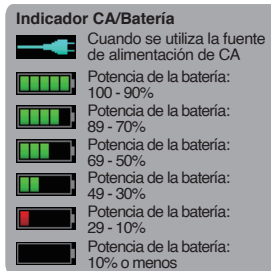 Indicador CA/Batería
Cuando se utiliza la fuente
de alimentación de CA
Potencia de la batería:
100 - 90%
Potencia de la batería:
89 - 70%
Potencia de la batería:
69 - 50%
Potencia de la batería:
49 - 30%
Potencia de la batería:
29 - 10%
Potencia de la batería:
10% o menos